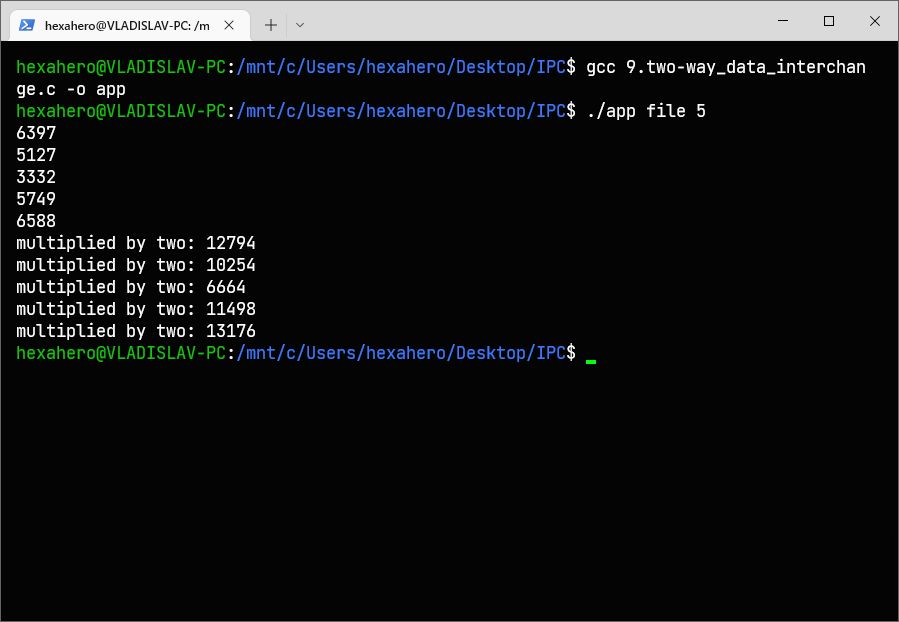 hexahero@VLADISLAV-PC: /m
hexahero@VLADISLAV-PC:/mnt/c/Users/hexahero/Desktop/IPC$ gcc 9.two-way_data_interchan
ge.c -o app
hexahero@VLADISLAV-PC:/mnt/c/Users/hexahero/Desktop/IPC$ ./app file 5
6397
5127
3332
5749
6588
multiplied by two: 12794
multiplied by two: 10254
multiplied by two: 6664
multiplied by two: 11498
multiplied by two: 13176
hexahero@VLADISLAV-PC:/mnt/c/Users/hexahero/Desktop/IPC$